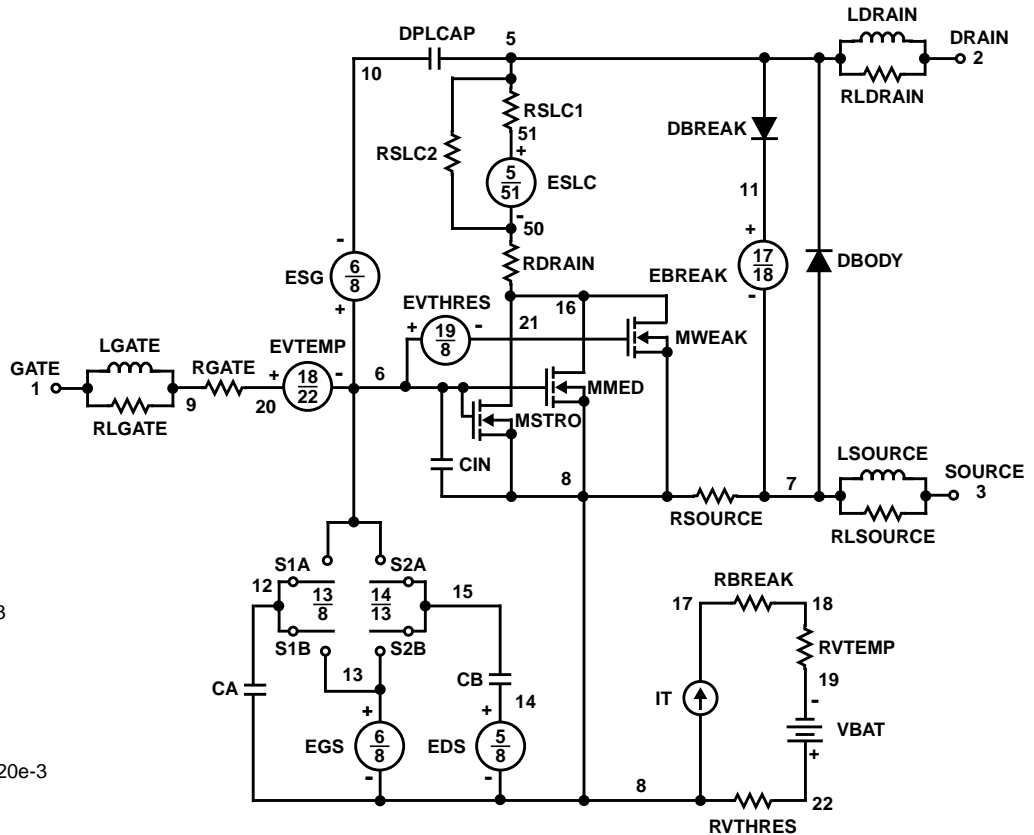 LDRAIN
DPLCAP 5 DRAIN
10 2
RSLC1 RLDRAIN
51 DBREAK
RSLC2 +
5
51 ESLC 11
-
50 +
- 17
18
ESG 6
8 RDRAIN EBREAK DBODY
+ EVTHRES 16 -
+ 19
8 - 21 MWEAK
LGATE EVTEMP
GATE RGATE + 18
22 - 6 MMED
1 9 20
RLGATE MSTRO
CIN LSOURCE
8 7 SOURCE
3
RSOURCE RLSOURCE
S1A S2A
12 13
8 14
13 15 RBREAK
17 18
3
S1B S2B RVTEMP
13 CB 19
CA 14 IT -
+ + VBAT
EGS 6
8 EDS 5
8 +
20e-3 - -
8 22
RVTHRES